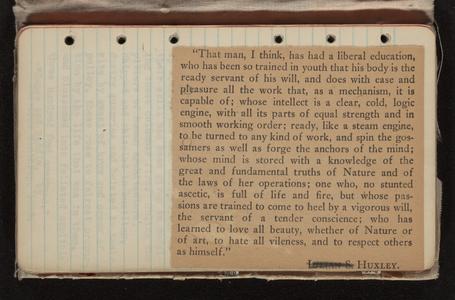 “That man, I think, has had a liberal education,
who has been so trained in youth that his body is the
ready servant of his will, and does with ease and
pleasure all the work that, as a mechanism, it is
capable of; whose intellect is a clear, cold, logic
engine, with all its parts of equal strength and in
smooth working order; ready, like a steam engine,
to be turned to any kind of work, and spin the gos-
samers as well as forge the anchors of the mind;
whose mind is stored with a knowledge of the
great and fundamental truths of Nature and of
the laws of her operations; one who, no stunted
ascetic, is full of life and fire, but whose pas-
sions are trained to come to heel by a vigorous will,
the servant of a tender conscience; who has
learned to love all beauty, whether of Nature or
of art, to hate all vileness, and to respect others
as himself.”
HUXLEY.